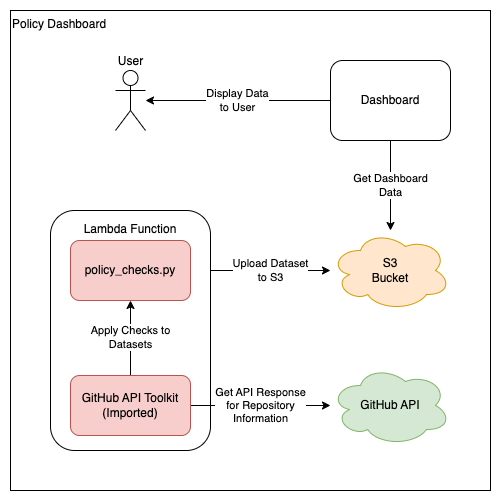 Policy Dashboard
User
Display Data
to User
Dashboard
Get Dashboard
Data
Lambda Function
policy_checks.py
Upload Dataset
to S3
S3
Bucket
Apply Checks to
Datasets
GitHub API Toolkit
(Imported)
Get API Response
for Repository
Information
GitHub API